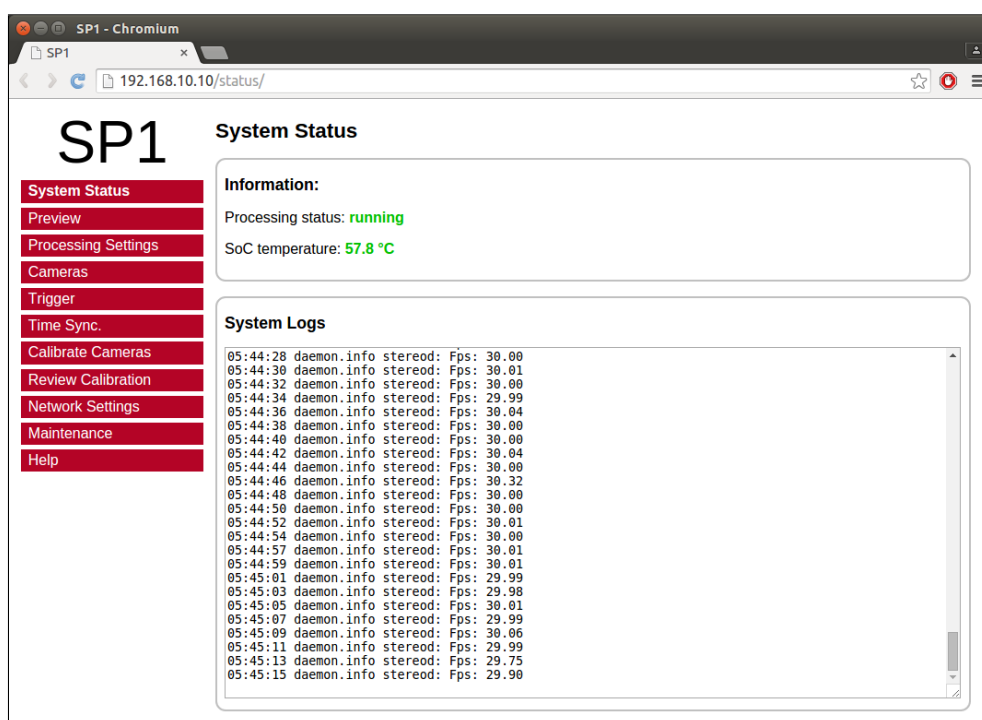 SP1 - Chromium
SP1
192.168.10.10/status/
SP1
System Status
Preview
Processing Settings
Cameras
Trigger
Time Sync.
Calibrate Cameras
Review Calibration
Network Settings
Maintenance
Help
System Status
Information:
Processing status: running
SoC temperature: 57.8 °C
System Logs
05:44:28 daemon.info stereod: Fps: 30.00
05:44:30 daemon.info stereod: Fps: 30.01
05:44:32 daemon.info stereod: Fps: 30.00
05:44:34 daemon.info stereod: Fps: 29.99
05:44:36 daemon.info stereod: Fps: 30.04
05:44:38 daemon.info stereod: Fps: 30.00
05:44:40 daemon.info stereod: Fps: 30.00
05:44:42 daemon.info stereod: Fps: 30.04
05:44:44 daemon.info stereod: Fps: 30.00
05:44:46 daemon.info stereod: Fps: 30.32
05:44:48 daemon.info stereod: Fps: 30.00
05:44:50 daemon.info stereod: Fps: 30.00
05:44:52 daemon.info stereod: Fps: 30.01
05:44:54 daemon.info stereod: Fps: 30.00
05:44:57 daemon.info stereod: Fps: 30.01
05:44:59 daemon.info stereod: Fps: 30.01
05:45:01 daemon.info stereod: Fps: 29.99
05:45:03 daemon.info stereod: Fps: 29.98
05:45:05 daemon.info stereod: Fps: 30.01
05:45:07 daemon.info stereod: Fps: 29.99
05:45:09 daemon.info stereod: Fps: 30.06
05:45:11 daemon.info stereod: Fps: 29.99
05:45:13 daemon.info stereod: Fps: 29.75
05:45:15 daemon.info stereod: Fps: 29.90